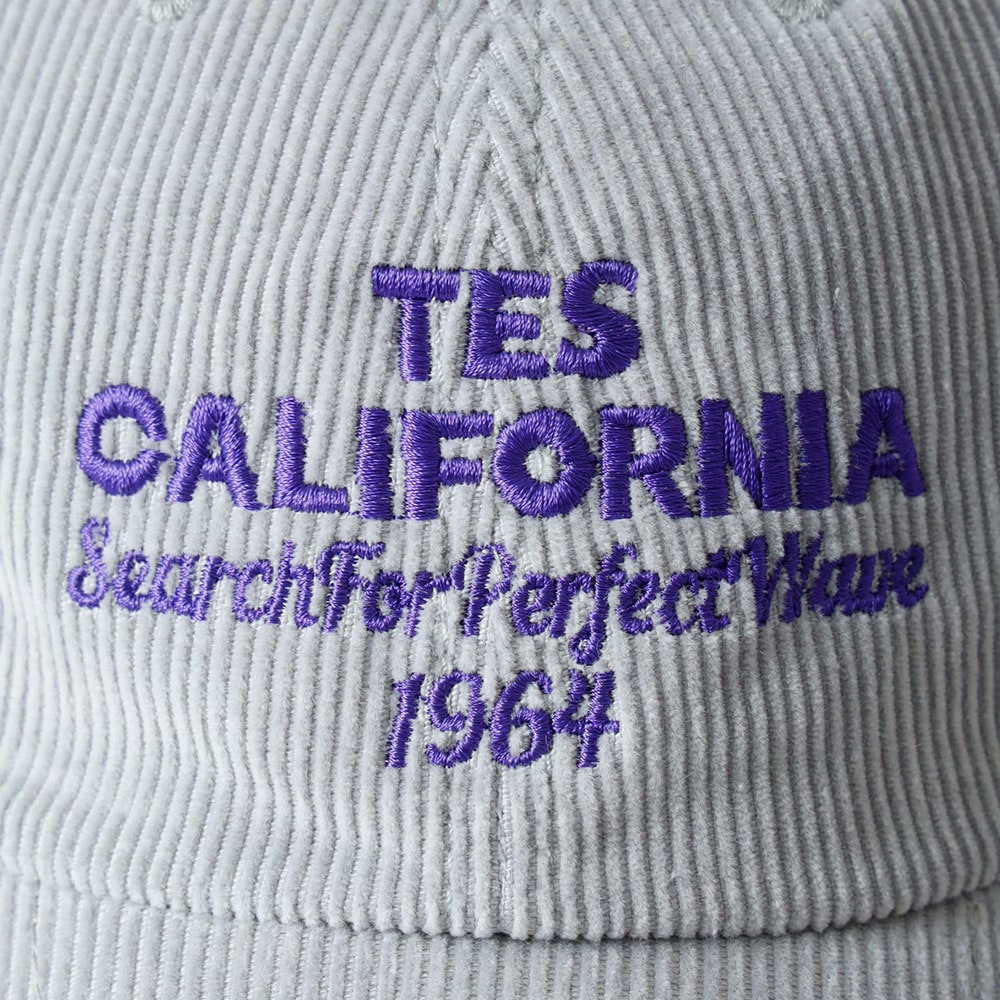 TES
CALIFORNIA
Search For Perfect Wave
1964